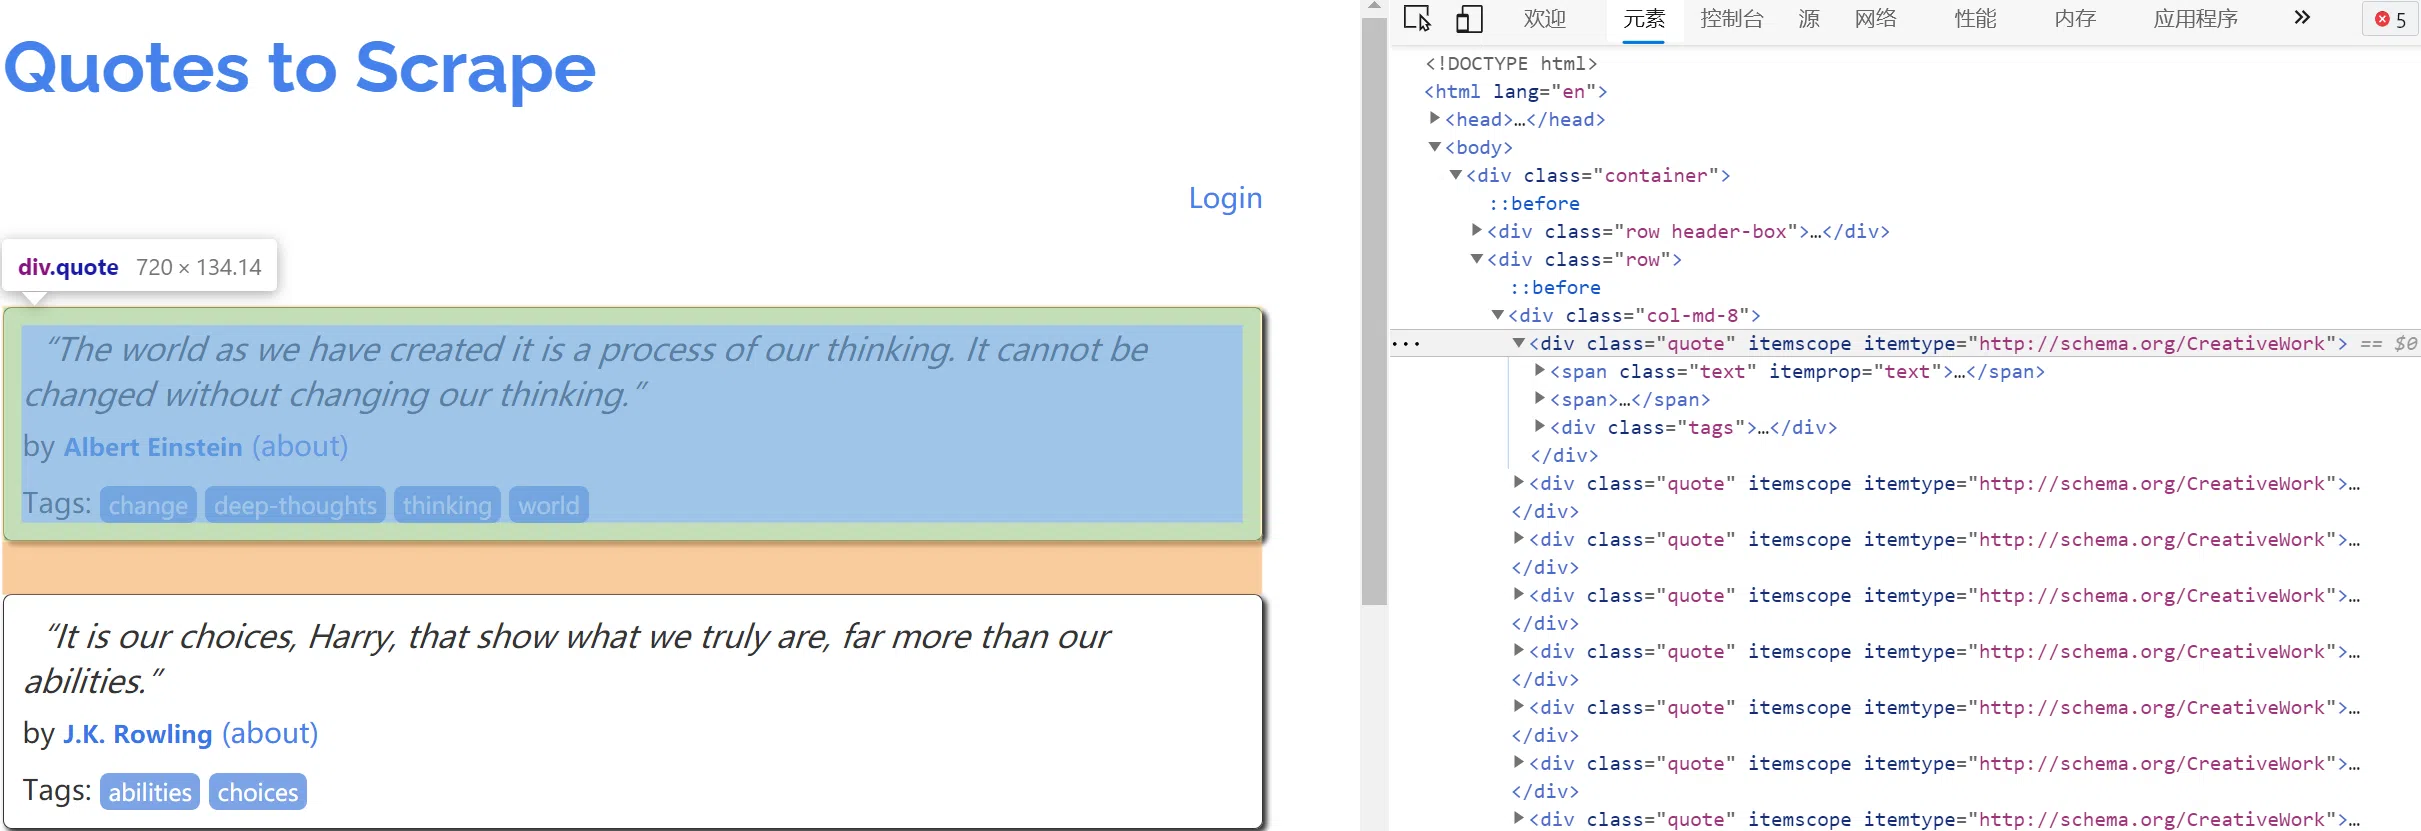 Quotes to Scrape
Login
div.quote 720 × 134.14
“The world as we have created it is a process of our thinking. It cannot be
changed without changing our thinking.”
by Albert Einstein (about)
Tags: change deep-thoughts thinking world
“It is our choices, Harry, that show what we truly are, far more than our
abilities.”
by J.K. Rowling (about)
Tags: abilities choices
欢迎 元素 控制台 源 网络 性能 内存 应用程序 » 5
<!DOCTYPE html>
<html lang="en">
<head>…</head>
<body>
<div class="container">
::before
<div class="row header-box">…</div>
<div class="row">
::before
<div class="col-md-8">
<div class="quote" itemscope itemtype="http://schema.org/CreativeWork"> == $0
<span class="text" itemprop="text">…</span>
<span>…</span>
<div class="tags">…</div>
</div>
<div class="quote" itemscope itemtype="http://schema.org/CreativeWork">…
</div>
<div class="quote" itemscope itemtype="http://schema.org/CreativeWork">…
</div>
<div class="quote" itemscope itemtype="http://schema.org/CreativeWork">…
</div>
<div class="quote" itemscope itemtype="http://schema.org/CreativeWork">…
</div>
<div class="quote" itemscope itemtype="http://schema.org/CreativeWork">…
</div>
<div class="quote" itemscope itemtype="http://schema.org/CreativeWork">…
</div>
<div class="quote" itemscope itemtype="http://schema.org/CreativeWork">…